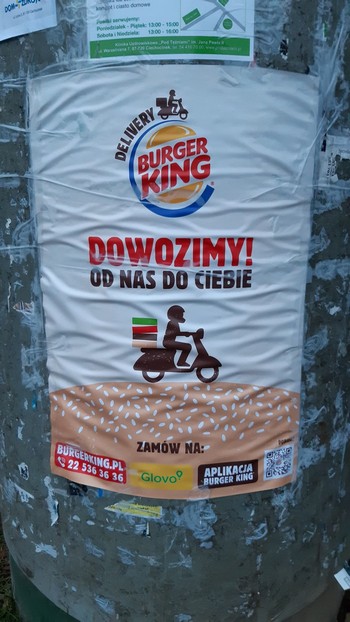 DELIVERY
BURGER
KING
DOWOZIMY!
OD NAS DO CIEBIE
ZAMÓW NA:
BURGERKING.PL
22 536 36 36
Glovo
APLIKACJA
BURGER KING